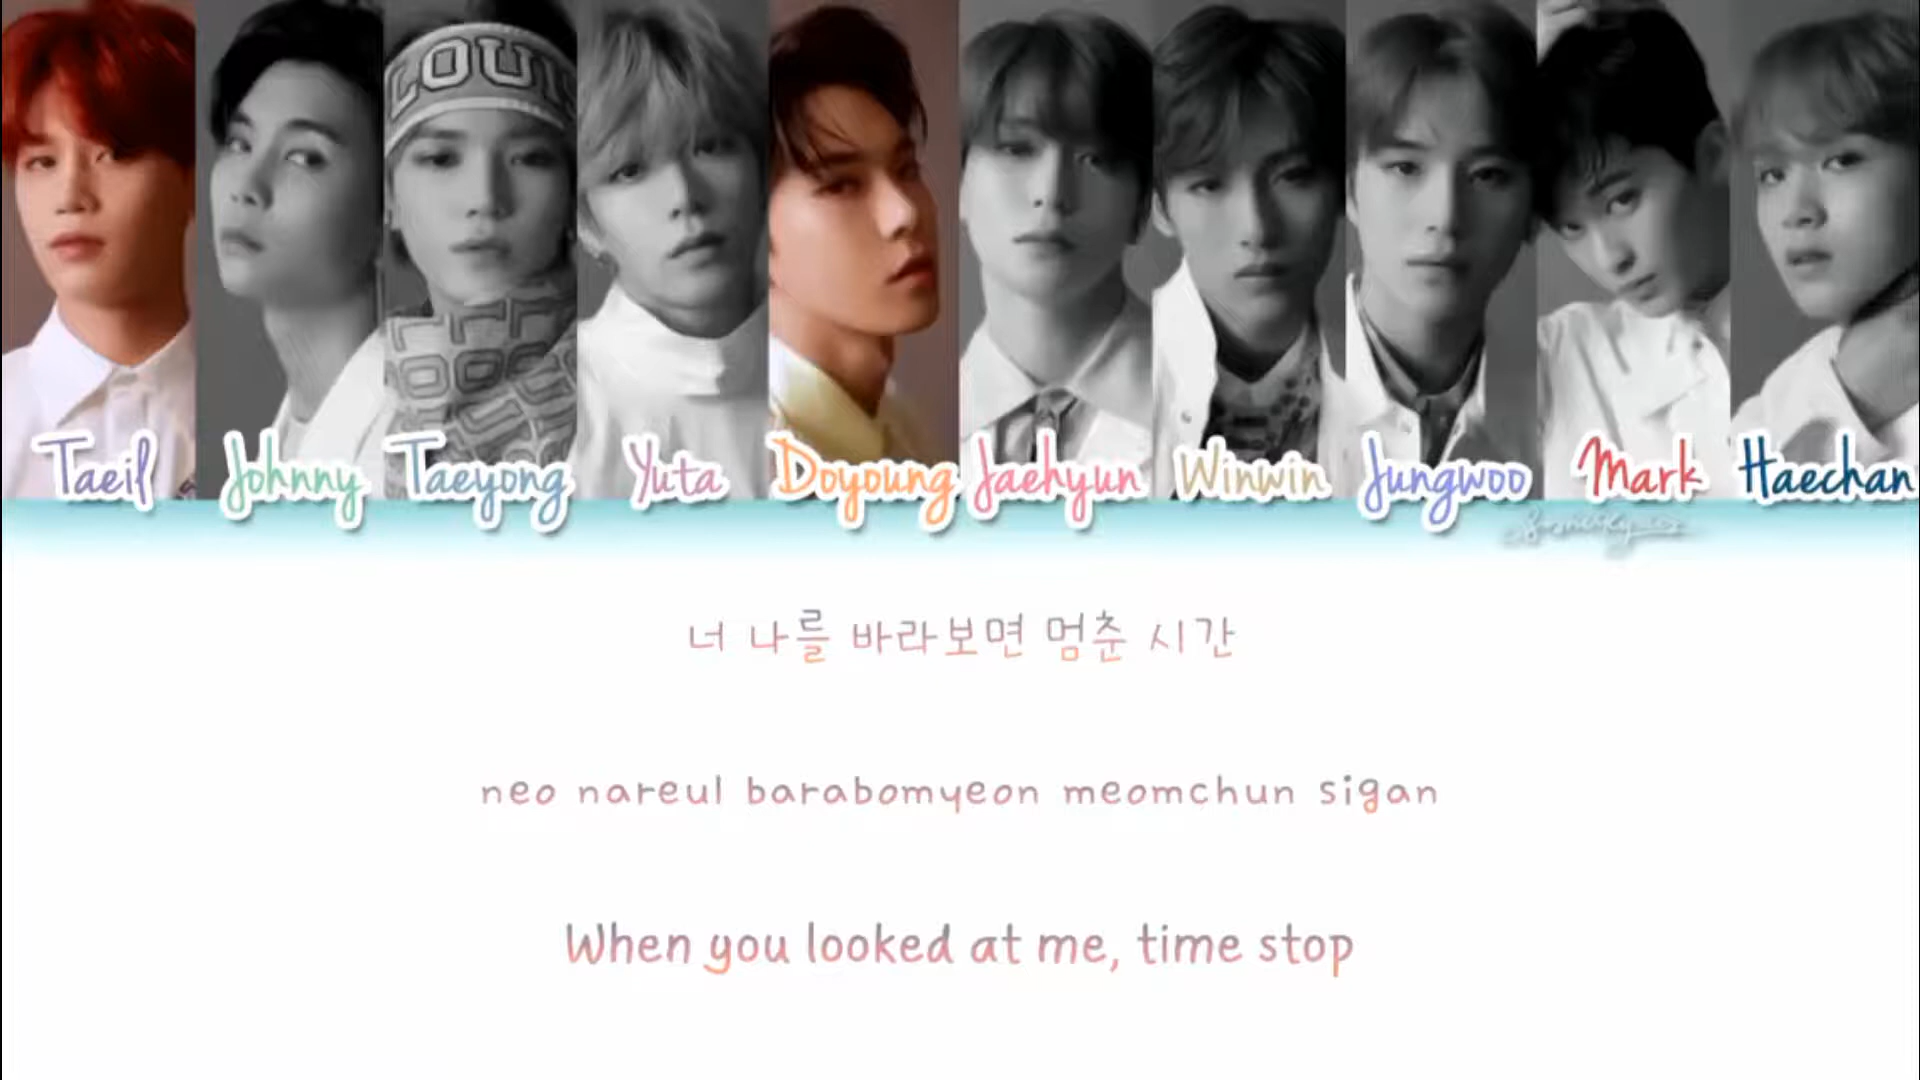 LOUI
Taeil Johnny Taeyong Yuta Doyoung Jaehyun Winwin Jungwoo Mark Haechan
너 나를 바라보면 멈춘 시간
neo nareul barabomyeon meomchun sigan
When you looked at me, time stop